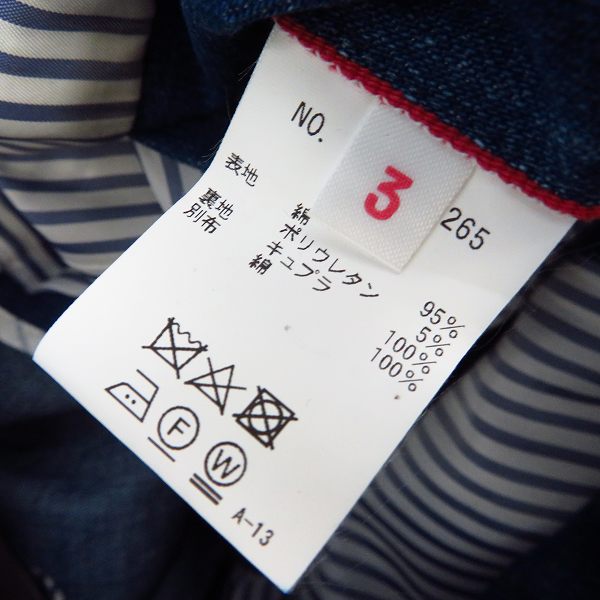 NO.
265
3
表地 綿 95%
ポリウレタン 5%
裏地 キュプラ 100%
別布 綿 100%
F
W
A-13